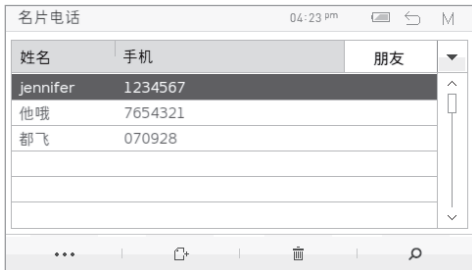 名片电话 04:23 pm M
姓名 手机 朋友
jennifer 1234567
他哦 7654321
都飞 070928